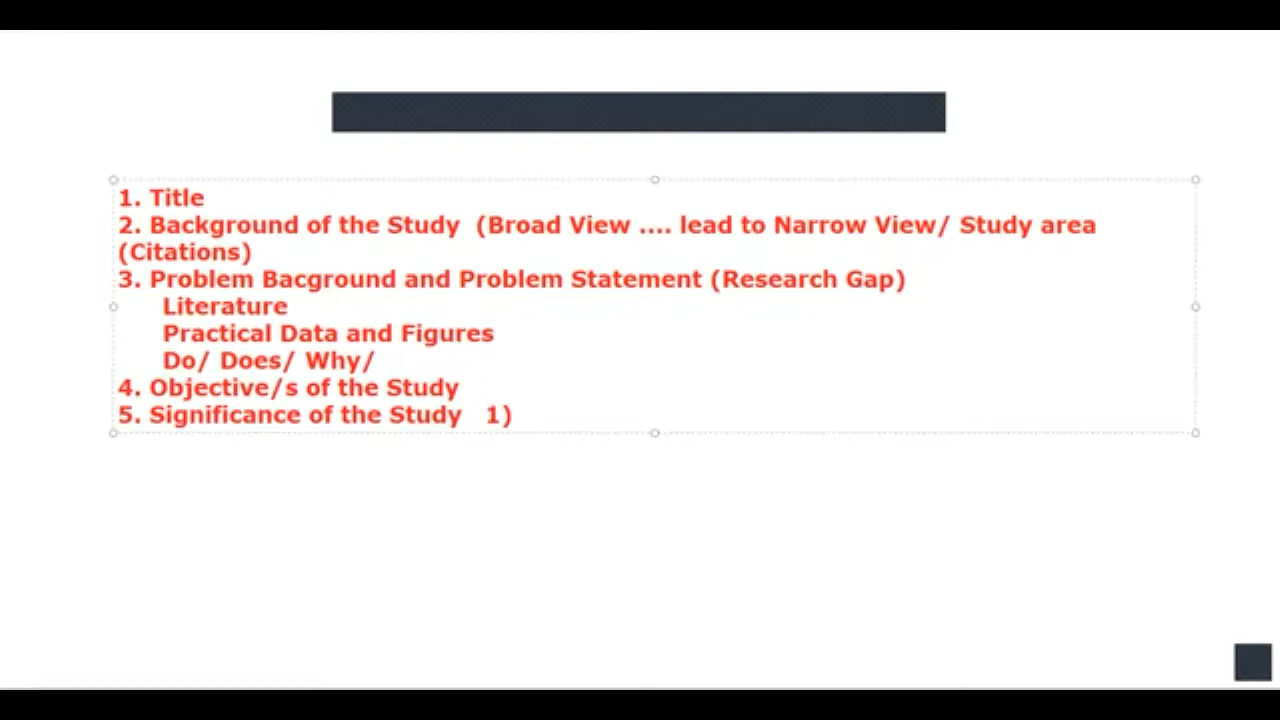 1. Title
2. Background of the Study (Broad View .... lead to Narrow View/ Study area
(Citations)
3. Problem Bacground and Problem Statement (Research Gap)
Literature
Practical Data and Figures
Do/ Does/ Why/
4. Objective/s of the Study
5. Significance of the Study 1)